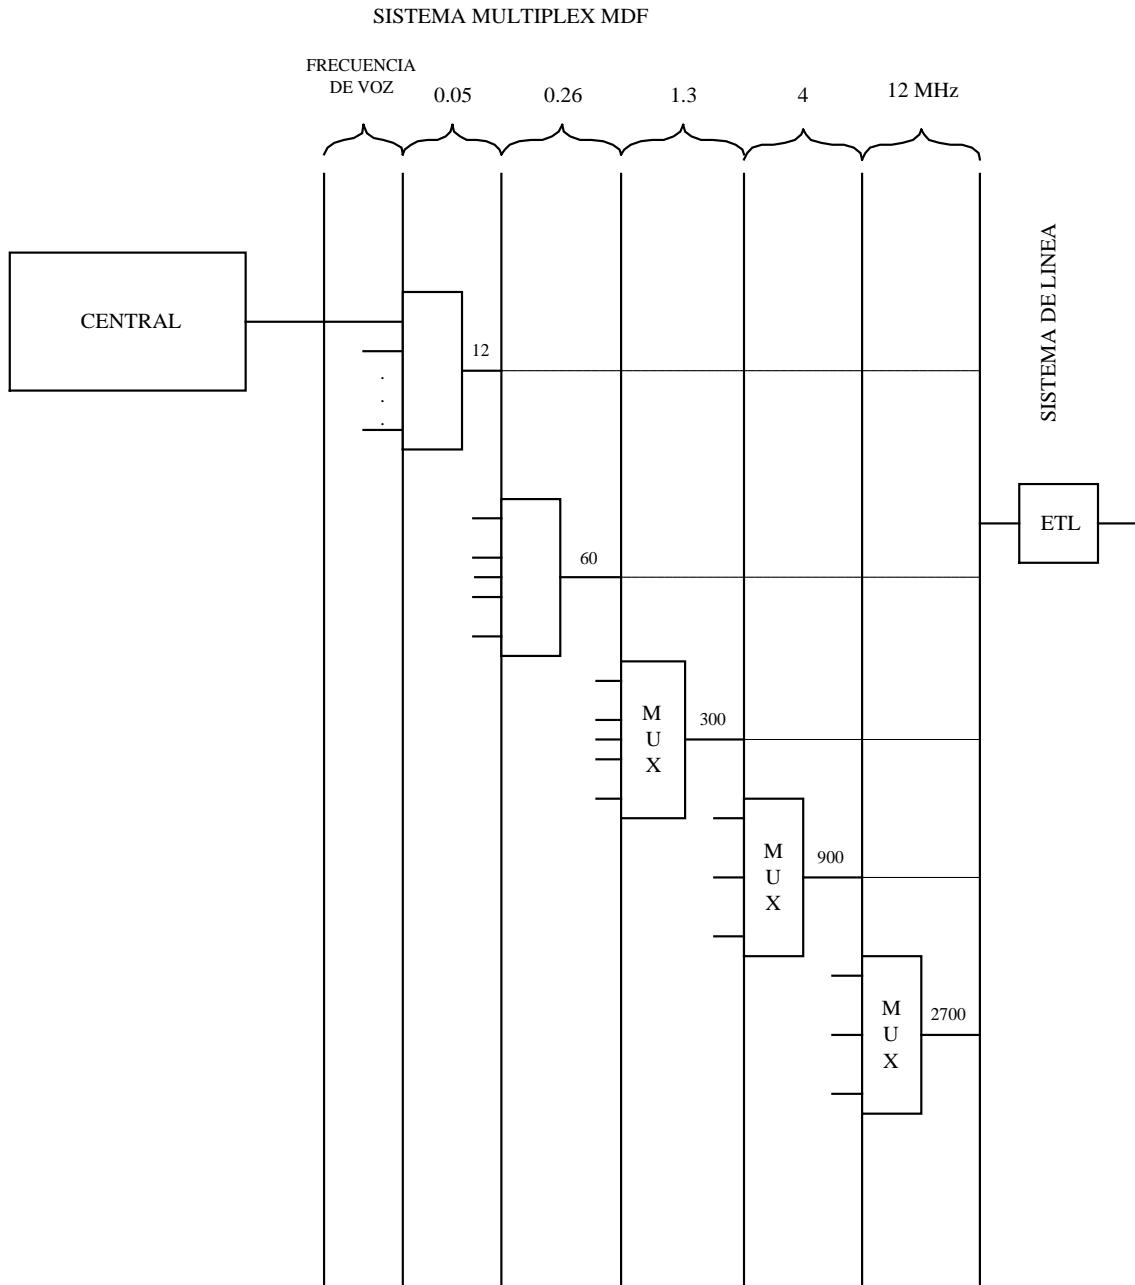 SISTEMA MULTIPLEX MDF
FRECUENCIA
DE VOZ
0.05
0.26
1.3
4
12 MHz
SISTEMA DE LINEA
CENTRAL
12
.
.
.
ETL
60
M
U
X
300
M
U
X
900
M
U
X
2700